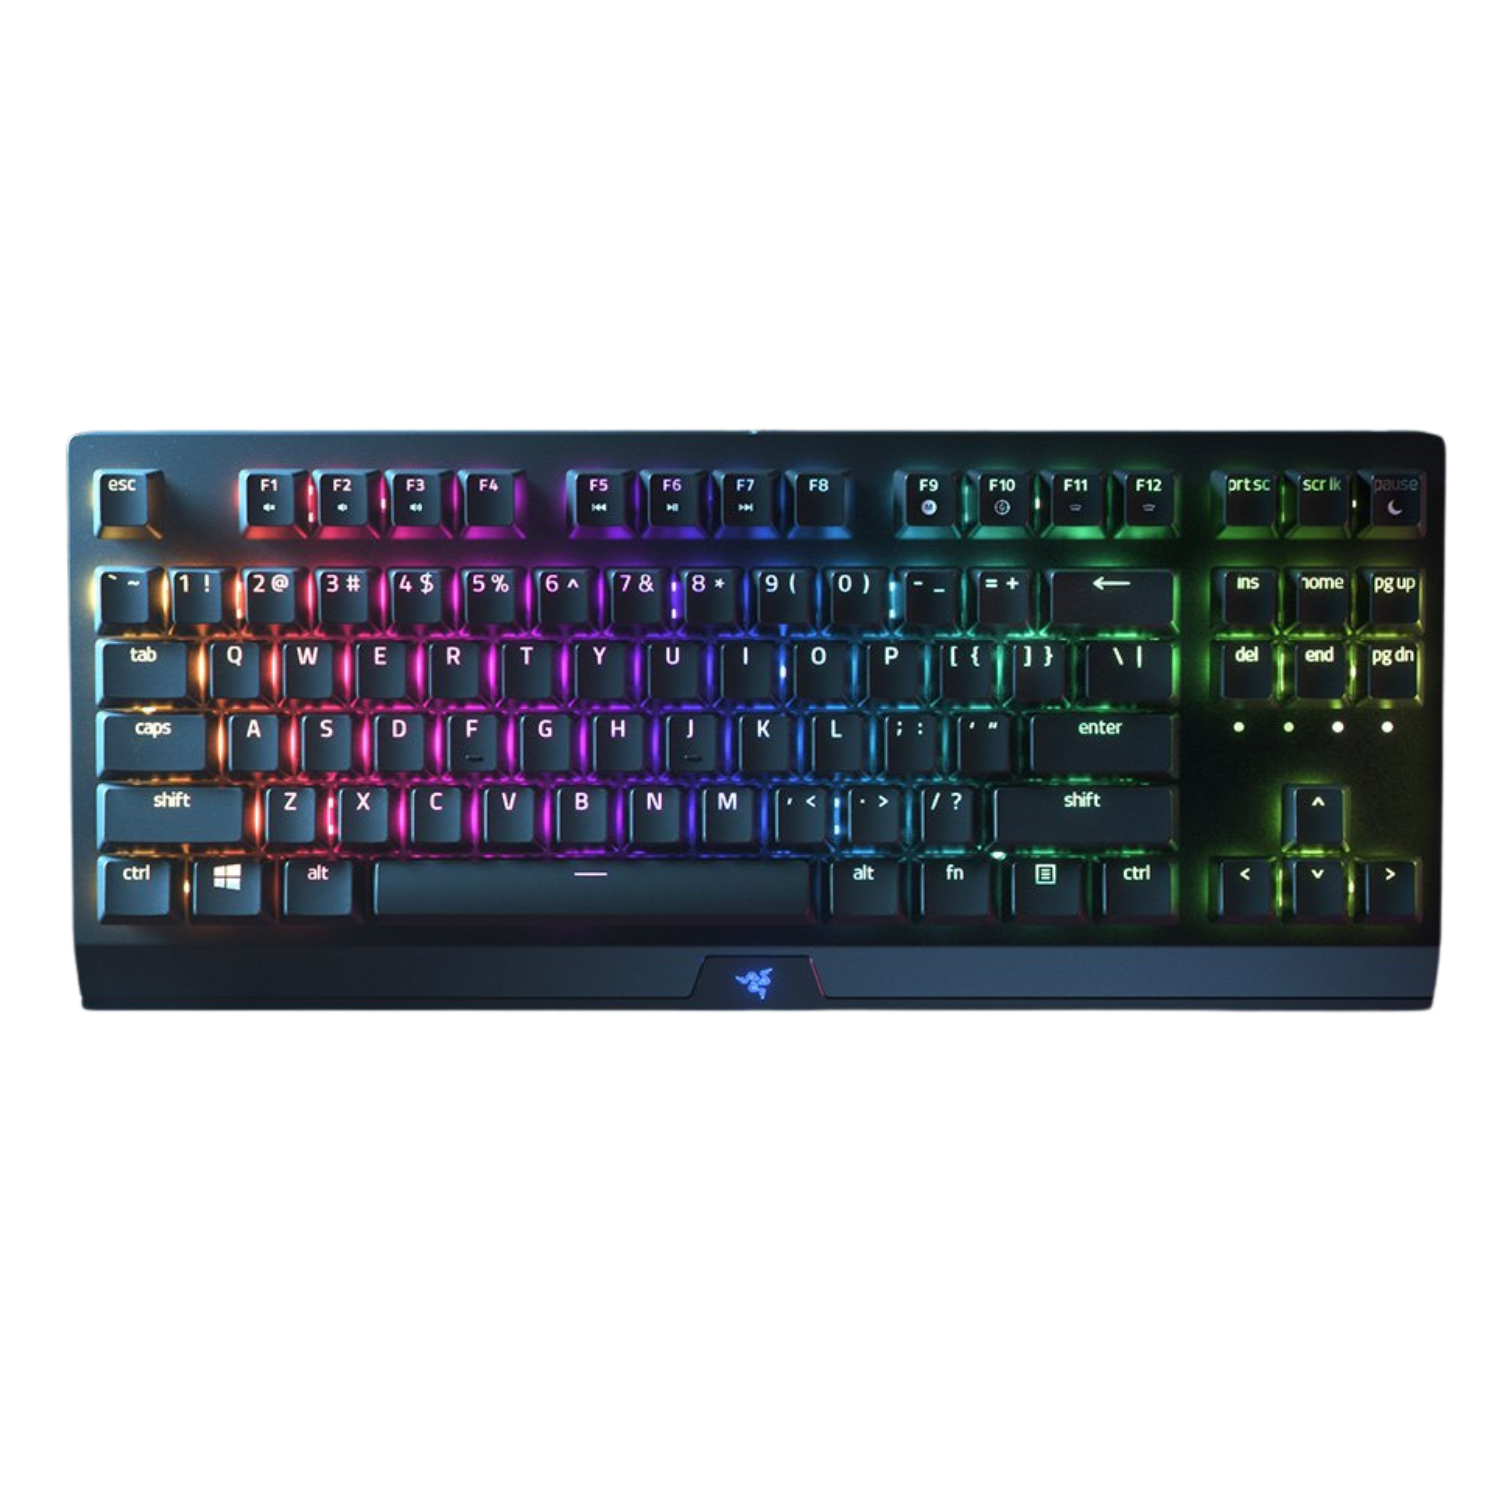 esc F1 F2 F3 F4 F5 F6 F7 F8 F9 F10 F11 F12 prt sc scr lk pause
M
` ~ 1 ! 2 @ 3 # 4 $ 5 % 6 ^ 7 & 8 * 9 ( 0 ) - _ = + ← ins home pg up
tab Q W E R T Y U I O P [ { ] } \ | del end pg dn
caps A S D F G H J K L ; : ' " enter
shift Z X C V B N M , < . > / ? shift ^
ctrl alt — alt fn ctrl < ˅ >